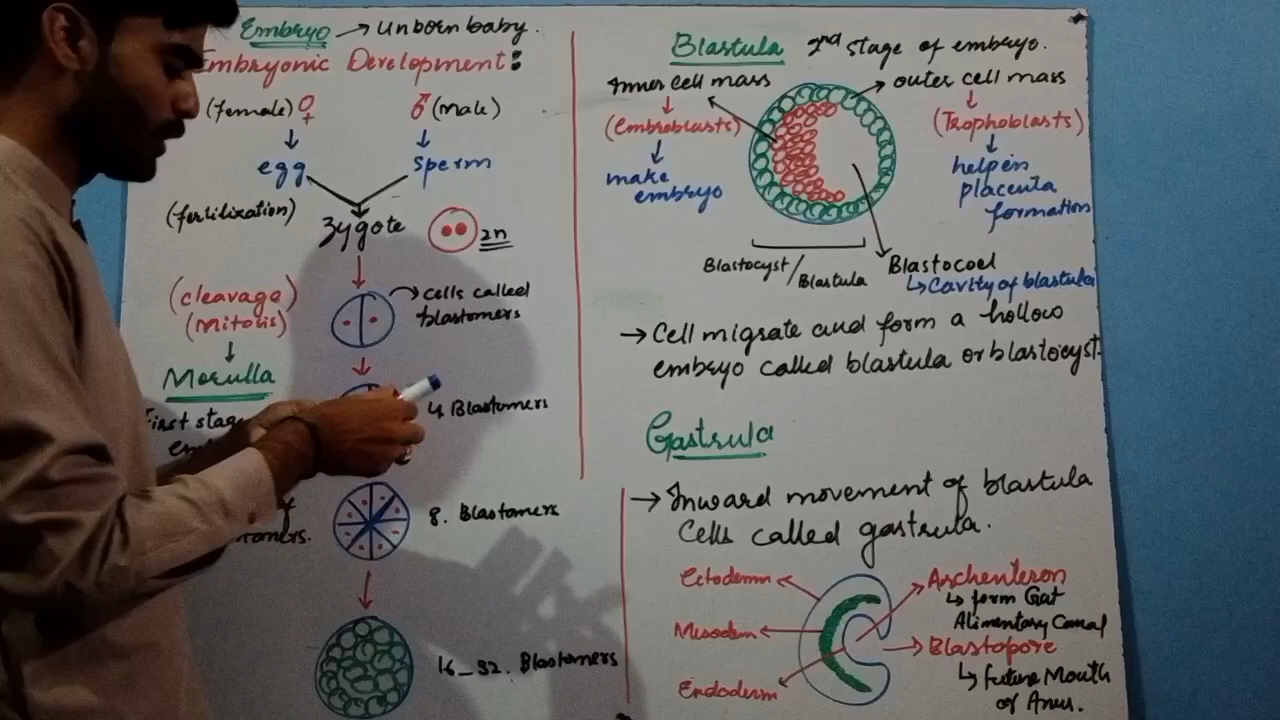 Embryo → Unborn baby.
Embryonic Development:
(female) ♀
♂ (male)
egg
sperm
(fertilization)
zygote
2n
(cleavage)
(Mitosis)
cells called
blastomers
Morulla
First stage
4 Blastomers
8. Blastomers
16_32. Blastomers
Blastula 2nd stage of embryo.
Inner cell mass
(Embroblasts)
make
embryo
outer cell mass
(Trophoblasts)
help in
placenta
formation
Blastocyst/Blastula
Blastocoel
↳ Cavity of blastula
→ Cell migrate and form a hollow
embryo called blastula or blastocyst.
Gastrula
→ Inward movement of blastula
Cells called gastrula.
Ectoderm
Mesoderm
Endoderm
Archenteron
↳ form Gut
Alimentary Canal
Blastopore
↳ future Mouth
or Anus.